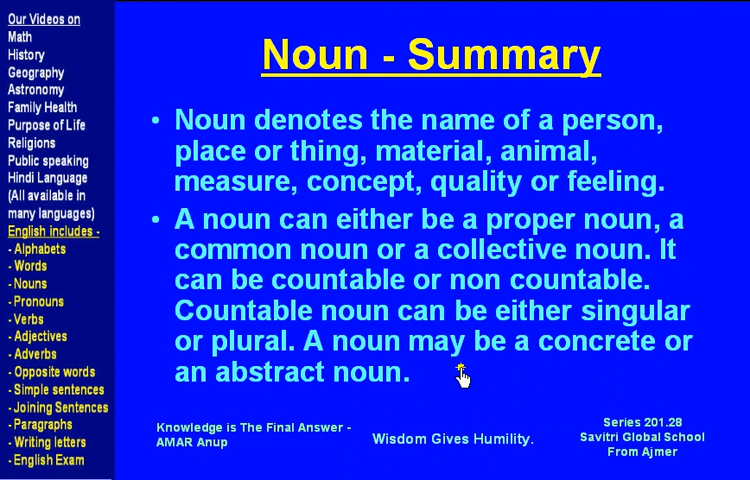 Our Videos on
Math
History
Geography
Astronomy
Family Health
Purpose of Life
Religions
Public speaking
Hindi Language
(All available in
many languages)
English includes -
- Alphabets
- Words
- Nouns
- Pronouns
- Verbs
- Adjectives
- Adverbs
- Opposite words
- Simple sentences
- Joining Sentences
- Paragraphs
- Writing letters
- English Exam
Noun - Summary
• Noun denotes the name of a person,
place or thing, material, animal,
measure, concept, quality or feeling.
• A noun can either be a proper noun, a
common noun or a collective noun. It
can be countable or non countable.
Countable noun can be either singular
or plural. A noun may be a concrete or
an abstract noun.
Knowledge is The Final Answer -
AMAR Anup
Wisdom Gives Humility.
Series 201.28
Savitri Global School
From Ajmer